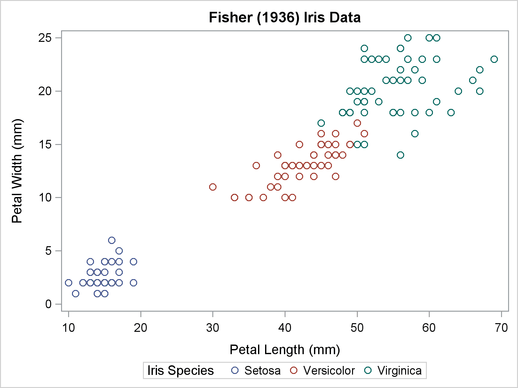 Fisher (1936) Iris Data
25
20
15
10
5
0
Petal Width (mm)
10 20 30 40 50 60 70
Petal Length (mm)
Iris Species Setosa Versicolor Virginica